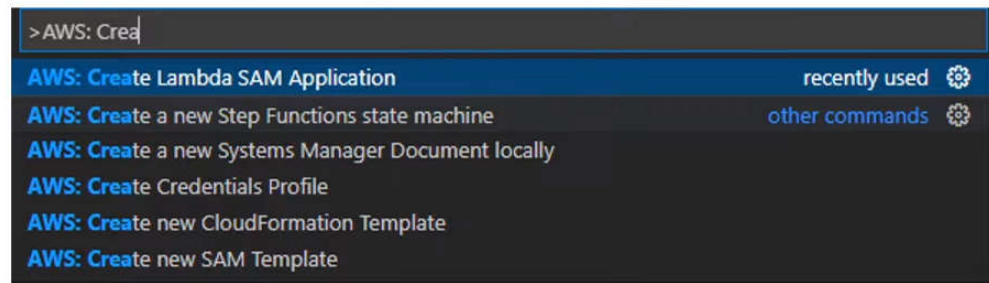 >AWS: Crea
AWS: Create Lambda SAM Application recently used
AWS: Create a new Step Functions state machine other commands
AWS: Create a new Systems Manager Document locally
AWS: Create Credentials Profile
AWS: Create new CloudFormation Template
AWS: Create new SAM Template